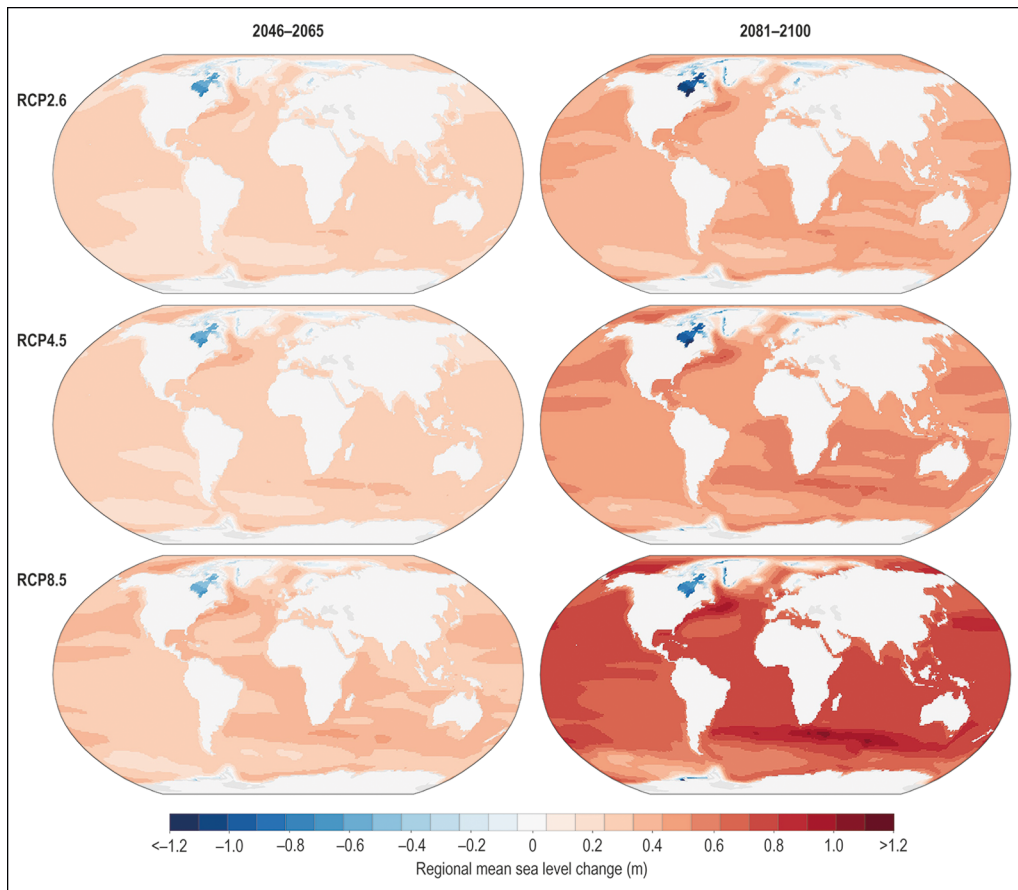 2046–2065 2081–2100
RCP2.6
RCP4.5
RCP8.5
<–1.2 –1.0 –0.8 –0.6 –0.4 –0.2 0 0.2 0.4 0.6 0.8 1.0 >1.2
Regional mean sea level change (m)